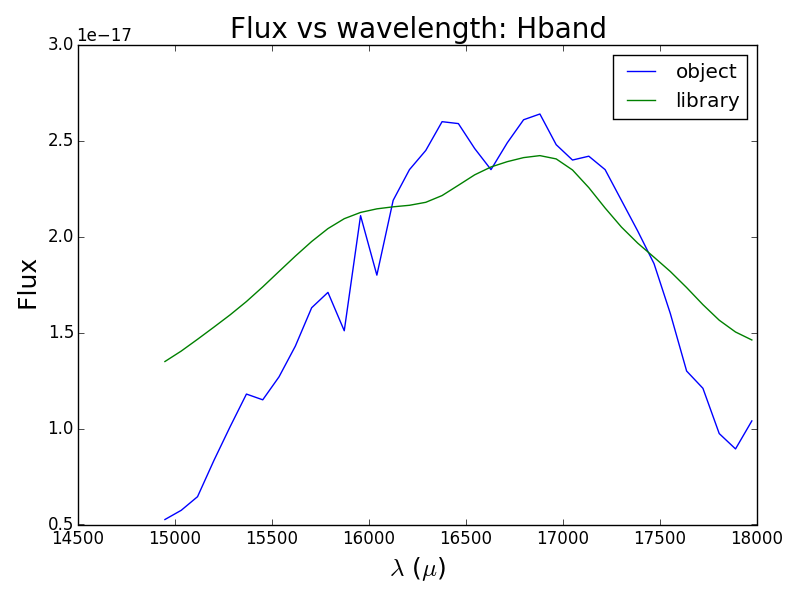 Flux vs wavelength: Hband
1e−17
3.0
2.5
2.0
1.5
1.0
0.5
Flux
object
library
14500 15000 15500 16000 16500 17000 17500 18000
λ (μ)